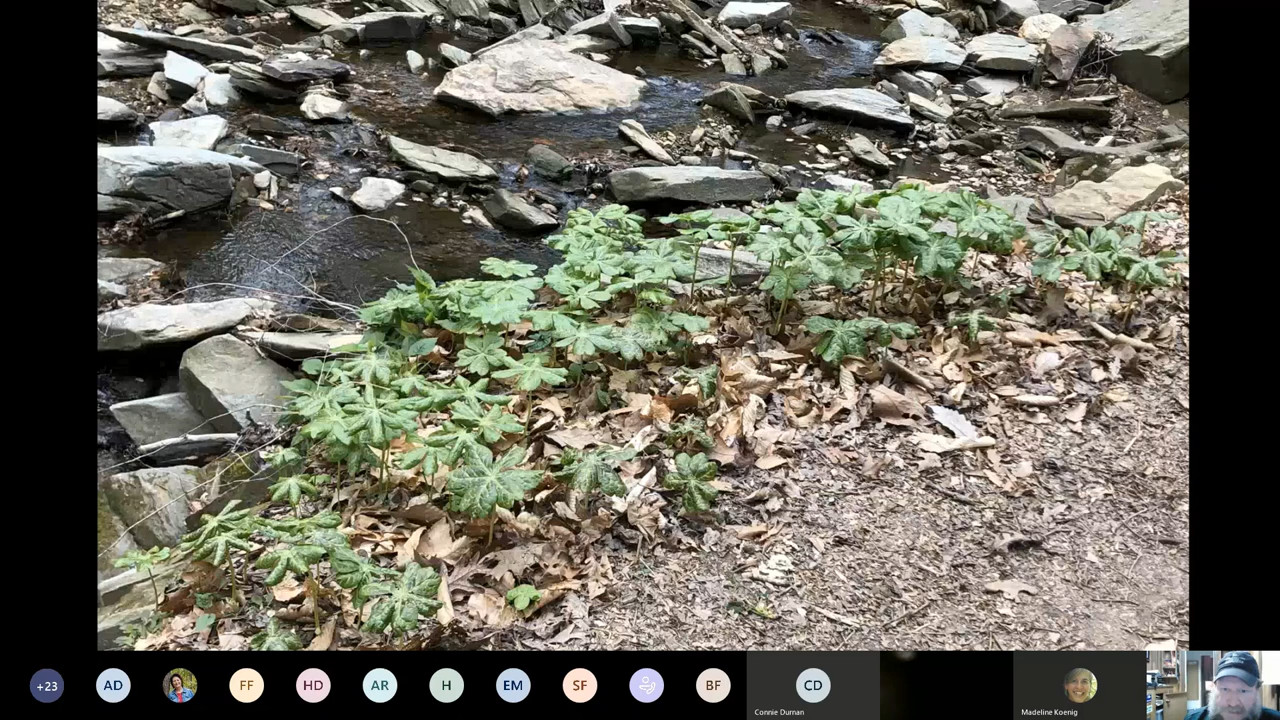 +23
AD
FF
HD
AR
H
EM
SF
BF
CD
Connie Durnan
Madeline Koenig